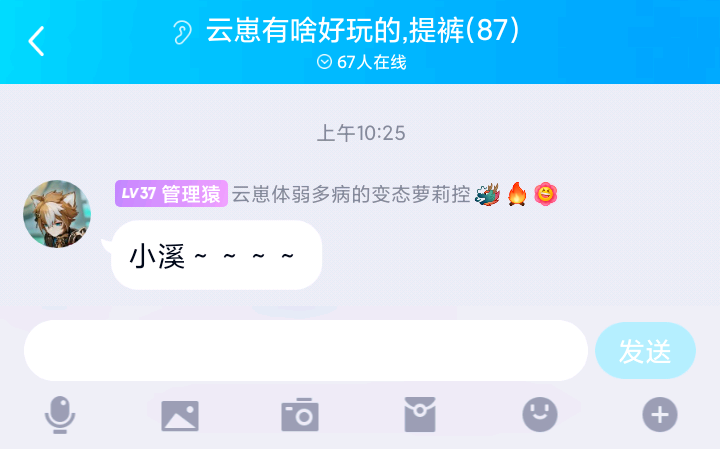 云崽有啥好玩的,提裤(87)
67人在线
上午10:25
LV37 管理猿 云崽体弱多病的变态萝莉控
小溪~ ~ ~ ~
发送